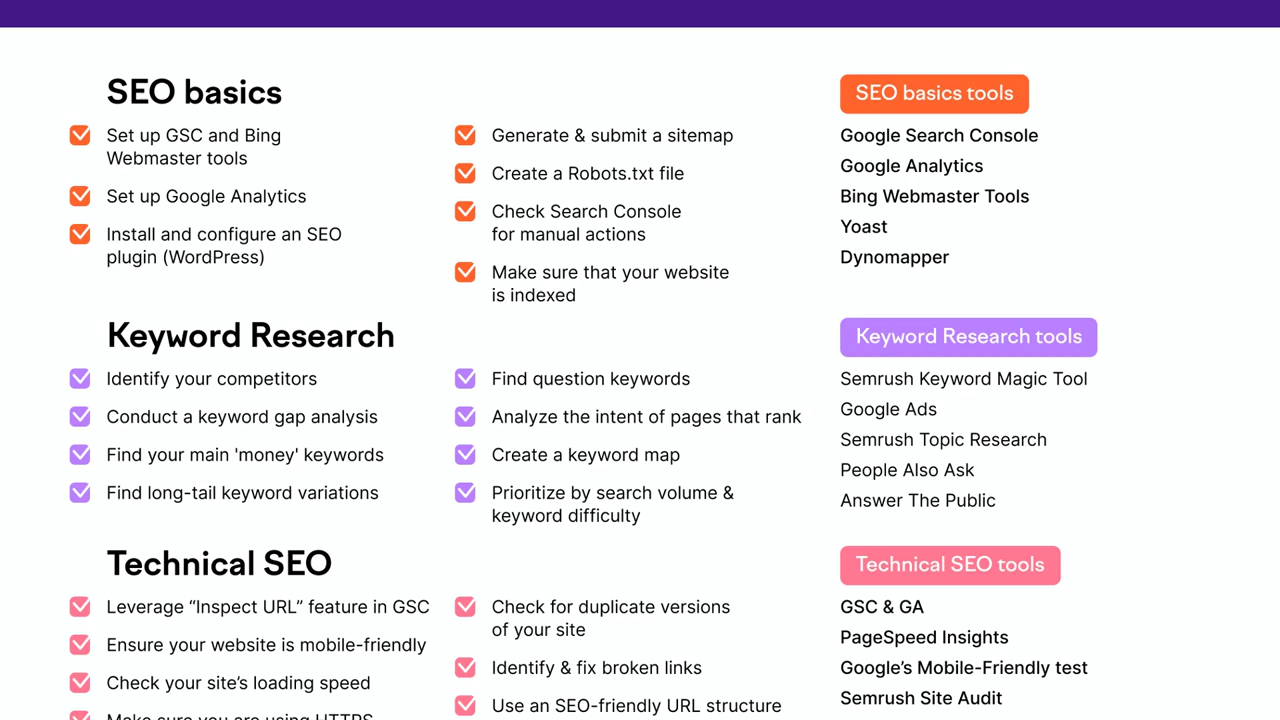 SEO basics
Set up GSC and Bing
Webmaster tools
Set up Google Analytics
Install and configure an SEO
plugin (WordPress)
Generate & submit a sitemap
Create a Robots.txt file
Check Search Console
for manual actions
Make sure that your website
is indexed
SEO basics tools
Google Search Console
Google Analytics
Bing Webmaster Tools
Yoast
Dynomapper
Keyword Research
Identify your competitors
Conduct a keyword gap analysis
Find your main 'money' keywords
Find long-tail keyword variations
Find question keywords
Analyze the intent of pages that rank
Create a keyword map
Prioritize by search volume &
keyword difficulty
Keyword Research tools
Semrush Keyword Magic Tool
Google Ads
Semrush Topic Research
People Also Ask
Answer The Public
Technical SEO
Leverage “Inspect URL” feature in GSC
Ensure your website is mobile-friendly
Check your site’s loading speed
Make sure you are using HTTPS
Check for duplicate versions
of your site
Identify & fix broken links
Use an SEO-friendly URL structure
Technical SEO tools
GSC & GA
PageSpeed Insights
Google’s Mobile-Friendly test
Semrush Site Audit